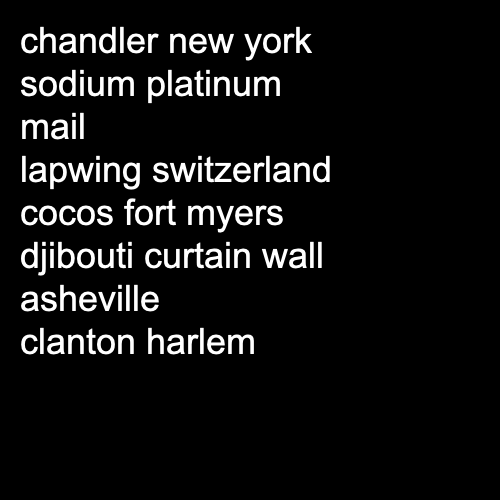 chandler new york
sodium platinum
mail
lapwing switzerland
cocos fort myers
djibouti curtain wall
asheville
clanton harlem